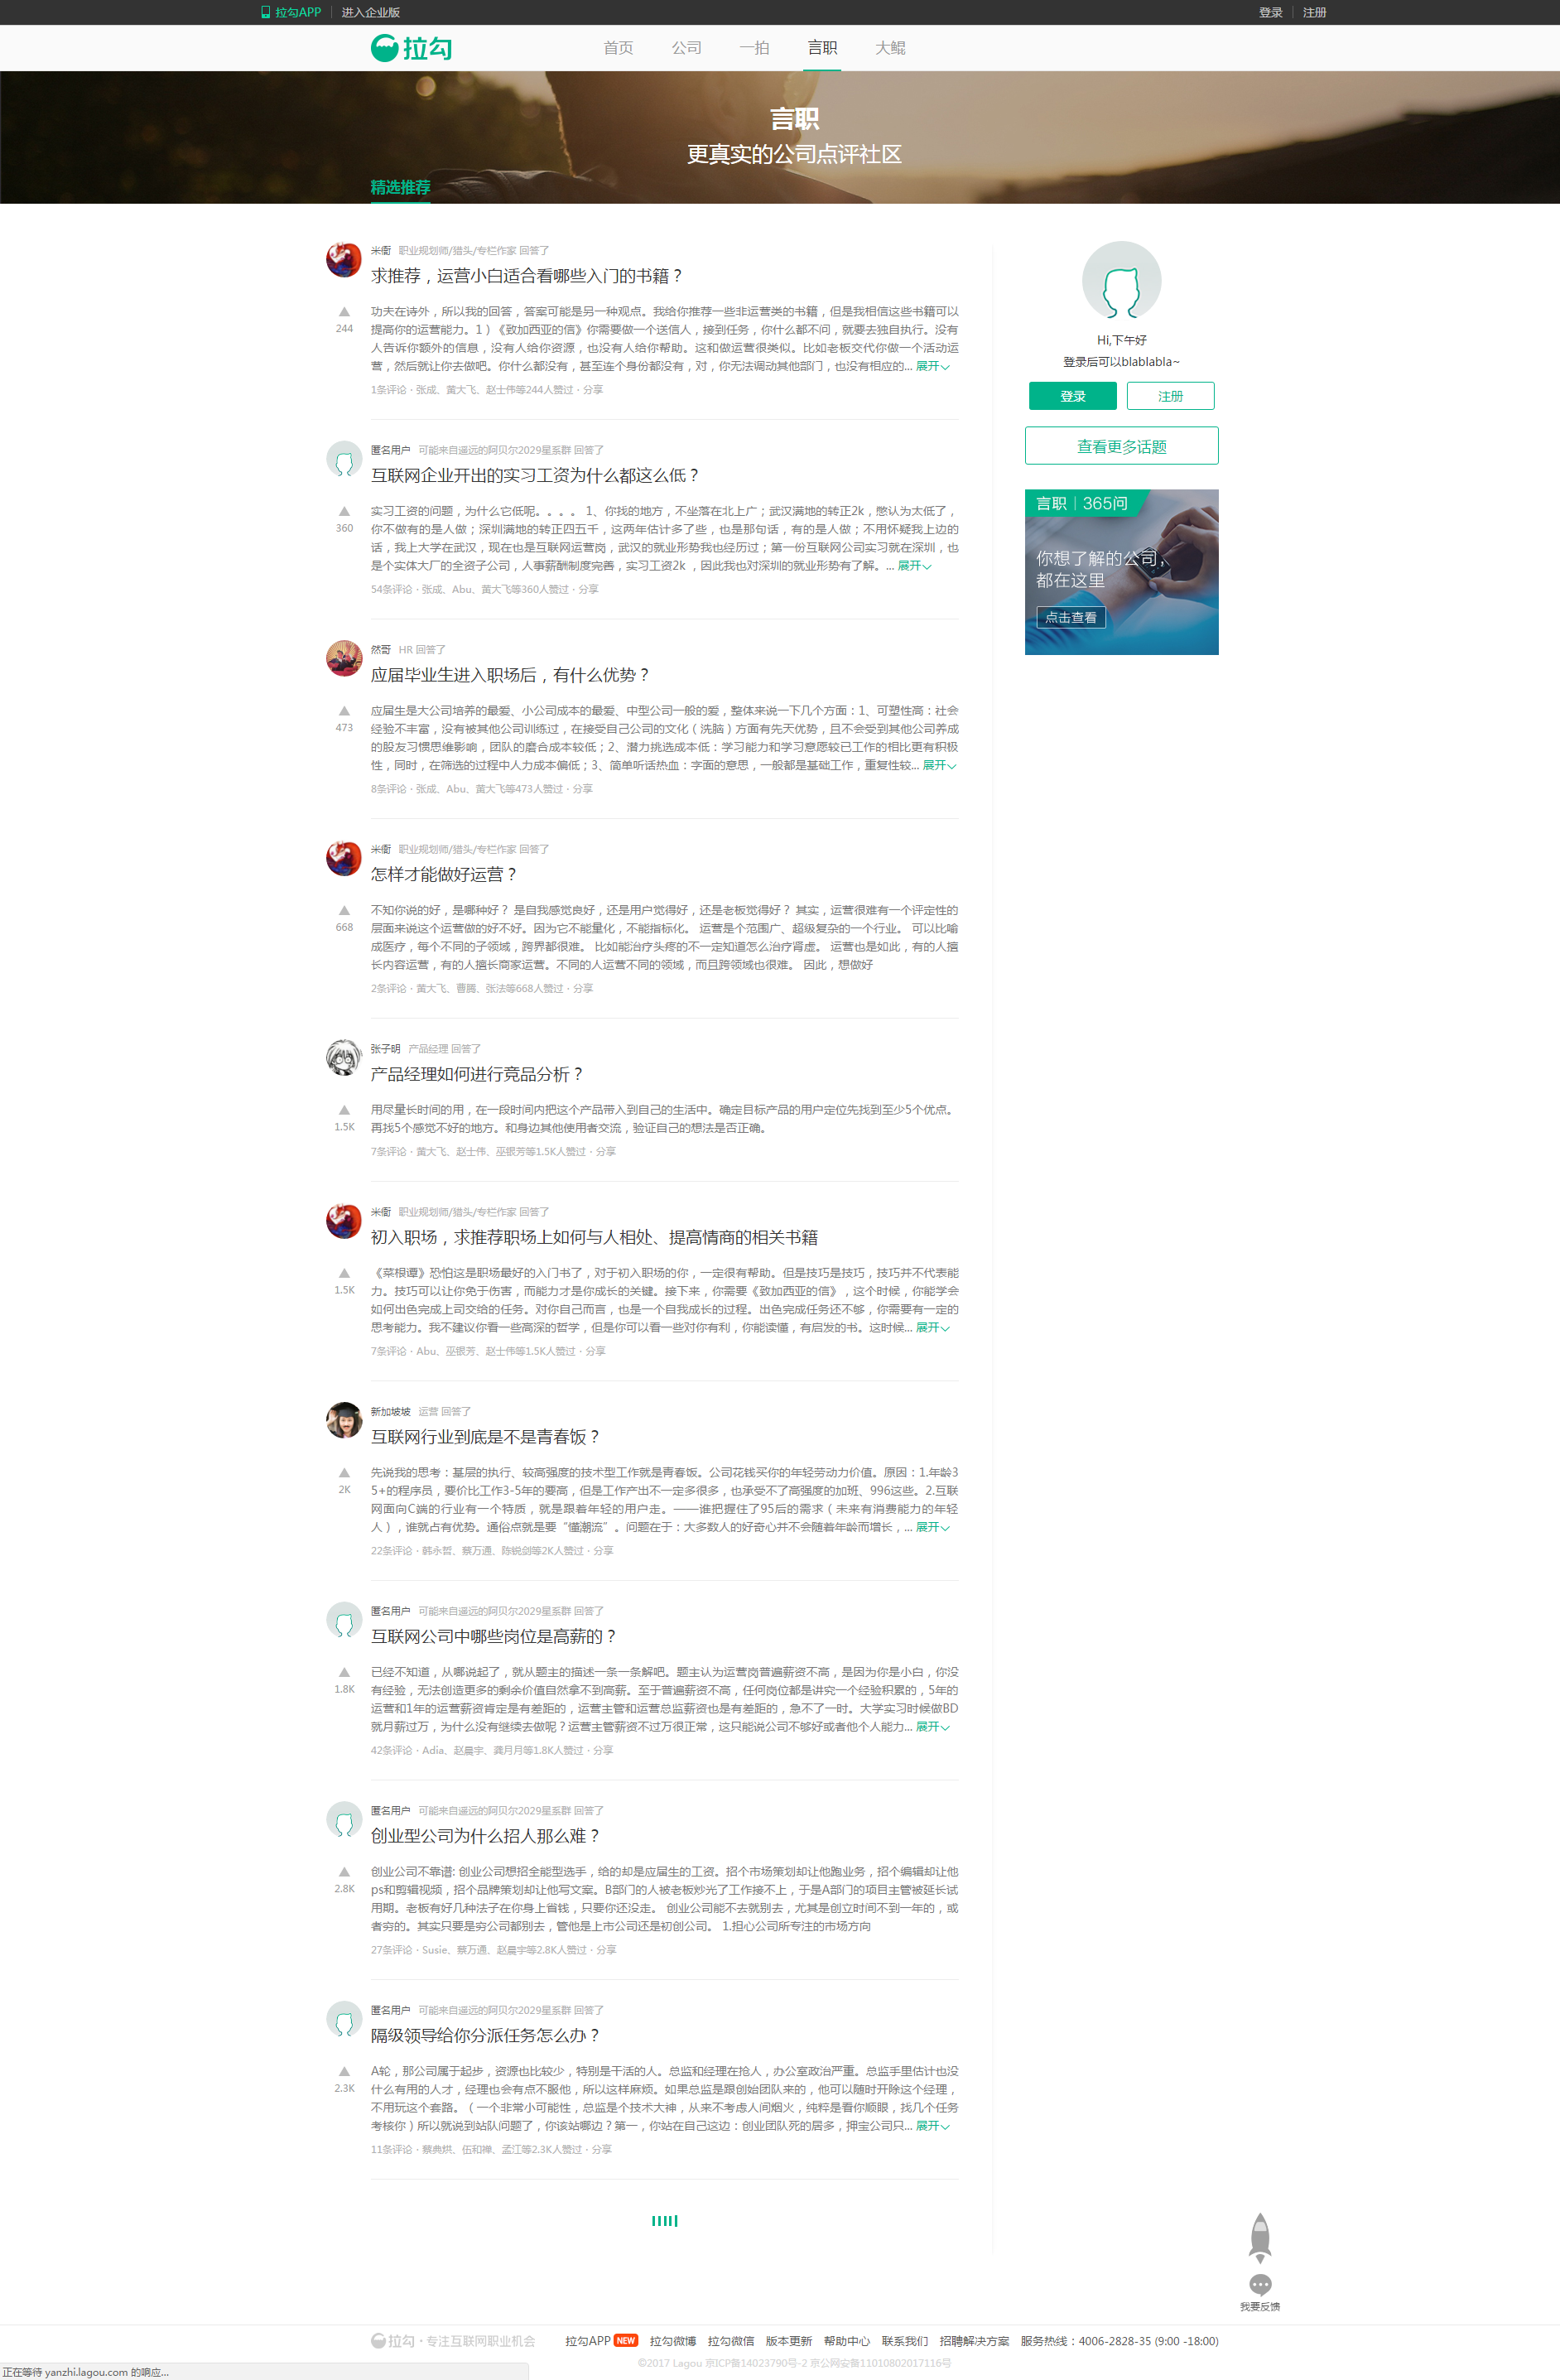 拉勾APP 进入企业版 登录 注册
拉勾 首页 公司 一拍 言职 大鲲
言职
更真实的公司点评社区
精选推荐
米衡 职业规划师/猎头/专栏作家 回答了
求推荐，运营小白适合看哪些入门的书籍？
244
功夫在诗外，所以我的回答，答案可能是另一种观点。我给你推荐一些非运营类的书籍，但是我相信这些书籍可以
提高你的运营能力。1）《致加西亚的信》你需要做一个送信人，接到任务，你什么都不问，就要去独自执行。没有
人告诉你额外的信息，没有人给你资源，也没有人给你帮助。这和做运营很类似。比如老板交代你做一个活动运
营，然后就让你去做吧。你什么都没有，甚至连个身份都没有，对，你无法调动其他部门，也没有相应的... 展开
1条评论・张成、黄大飞、赵士伟等244人赞过・分享
匿名用户 可能来自遥远的阿贝尔2029星系群 回答了
互联网企业开出的实习工资为什么都这么低？
360
实习工资的问题，为什么它低呢。。。。 1、你找的地方，不坐落在北上广；武汉满地的转正2k，憋认为太低了，
你不做有的是人做；深圳满地的转正四五千，这两年估计多了些，也是那句话，有的是人做；不用怀疑我上边的
话，我上大学在武汉，现在也是互联网运营岗，武汉的就业形势我也经历过；第一份互联网公司实习就在深圳，也
是个实体大厂的全资子公司，人事薪酬制度完善，实习工资2k ，因此我也对深圳的就业形势有了解。... 展开
54条评论・张成、Abu、黄大飞等360人赞过・分享
然哥 HR 回答了
应届毕业生进入职场后，有什么优势？
473
应届生是大公司培养的最爱、小公司成本的最爱、中型公司一般的爱，整体来说一下几个方面：1、可塑性高：社会
经验不丰富，没有被其他公司训练过，在接受自己公司的文化（洗脑）方面有先天优势，且不会受到其他公司养成
的股友习惯思维影响，团队的磨合成本较低；2、潜力挑选成本低：学习能力和学习意愿较已工作的相比更有积极
性，同时，在筛选的过程中人力成本偏低；3、简单听话热血：字面的意思，一般都是基础工作，重复性较... 展开
8条评论・张成、Abu、黄大飞等473人赞过・分享
米衡 职业规划师/猎头/专栏作家 回答了
怎样才能做好运营？
668
不知你说的好，是哪种好？ 是自我感觉良好，还是用户觉得好，还是老板觉得好？ 其实，运营很难有一个评定性的
层面来说这个运营做的好不好。因为它不能量化，不能指标化。 运营是个范围广、超级复杂的一个行业。 可以比喻
成医疗，每个不同的子领域，跨界都很难。 比如能治疗头疼的不一定知道怎么治疗肾虚。 运营也是如此，有的人擅
长内容运营，有的人擅长商家运营。不同的人运营不同的领域，而且跨领域也很难。 因此，想做好
2条评论・黄大飞、曹腾、张法等668人赞过・分享
张子明 产品经理 回答了
产品经理如何进行竞品分析？
1.5K
用尽量长时间的用，在一段时间内把这个产品带入到自己的生活中。确定目标产品的用户定位先找到至少5个优点。
再找5个感觉不好的地方。和身边其他使用者交流，验证自己的想法是否正确。
7条评论・黄大飞、赵士伟、巫银芳等1.5K人赞过・分享
米衡 职业规划师/猎头/专栏作家 回答了
初入职场，求推荐职场上如何与人相处、提高情商的相关书籍
1.5K
《菜根谭》恐怕这是职场最好的入门书了，对于初入职场的你，一定很有帮助。但是技巧是技巧，技巧并不代表能
力。技巧可以让你免于伤害，而能力才是你成长的关键。接下来，你需要《致加西亚的信》，这个时候，你能学会
如何出色完成上司交给的任务。对你自己而言，也是一个自我成长的过程。出色完成任务还不够，你需要有一定的
思考能力。我不建议你看一些高深的哲学，但是你可以看一些对你有利，你能读懂，有启发的书。这时候... 展开
7条评论・Abu、巫银芳、赵士伟等1.5K人赞过・分享
新加坡坡 运营 回答了
互联网行业到底是不是青春饭？
2K
先说我的思考：基层的执行、较高强度的技术型工作就是青春饭。公司花钱买你的年轻劳动力价值。原因：1.年龄3
5+的程序员，要价比工作3-5年的要高，但是工作产出不一定多很多，也承受不了高强度的加班、996这些。2.互联
网面向C端的行业有一个特质，就是跟着年轻的用户走。——谁把握住了95后的需求（未来有消费能力的年轻
人），谁就占有优势。通俗点就是要“懂潮流”。问题在于：大多数人的好奇心并不会随着年龄而增长，... 展开
22条评论・韩永哲、蔡万通、陈锐剑等2K人赞过・分享
匿名用户 可能来自遥远的阿贝尔2029星系群 回答了
互联网公司中哪些岗位是高薪的？
1.8K
已经不知道，从哪说起了，就从题主的描述一条一条解吧。题主认为运营岗普遍薪资不高，是因为你是小白，你没
有经验，无法创造更多的剩余价值自然拿不到高薪。至于普遍薪资不高，任何岗位都是讲究一个经验积累的，5年的
运营和1年的运营薪资肯定是有差距的，运营主管和运营总监薪资也是有差距的，急不了一时。大学实习时候做BD
就月薪过万，为什么没有继续去做呢？运营主管薪资不过万很正常，这只能说公司不够好或者他个人能力... 展开
42条评论・Adia、赵晨宇、龚月月等1.8K人赞过・分享
匿名用户 可能来自遥远的阿贝尔2029星系群 回答了
创业型公司为什么招人那么难？
2.8K
创业公司不靠谱: 创业公司想招全能型选手，给的却是应届生的工资。招个市场策划却让他跑业务，招个编辑却让他
ps和剪辑视频，招个品牌策划却让他写文案。B部门的人被老板炒光了工作接不上，于是A部门的项目主管被延长试
用期。老板有好几种法子在你身上省钱，只要你还没走。 创业公司能不去就别去，尤其是创立时间不到一年的，或
者穷的。其实只要是穷公司都别去，管他是上市公司还是初创公司。 1.担心公司所专注的市场方向
27条评论・Susie、蔡万通、赵晨宇等2.8K人赞过・分享
匿名用户 可能来自遥远的阿贝尔2029星系群 回答了
隔级领导给你分派任务怎么办？
2.3K
A轮，那公司属于起步，资源也比较少，特别是干活的人。总监和经理在抢人，办公室政治严重。总监手里估计也没
什么有用的人才，经理也会有点不服他，所以这样麻烦。如果总监是跟创始团队来的，他可以随时开除这个经理，
不用玩这个套路。（一个非常小可能性，总监是个技术大神，从来不考虑人间烟火，纯粹是看你顺眼，找几个任务
考核你）所以就说到站队问题了，你该站哪边？第一，你站在自己这边：创业团队死的居多，押宝公司只... 展开
11条评论・蔡典烘、伍和禅、孟江等2.3K人赞过・分享
Hi,下午好
登录后可以blablabla~
登录 注册
查看更多话题
言职｜365问
你想了解的公司，
都在这里
点击查看
我要反馈
拉勾・专注互联网职业机会 拉勾APP NEW 拉勾微博 拉勾微信 版本更新 帮助中心 联系我们 招聘解决方案 服务热线：4006-2828-35 (9:00 -18:00)
©2017 Lagou 京ICP备14023790号-2 京公网安备11010802017116号
正在等待 yanzhi.lagou.com 的响应...